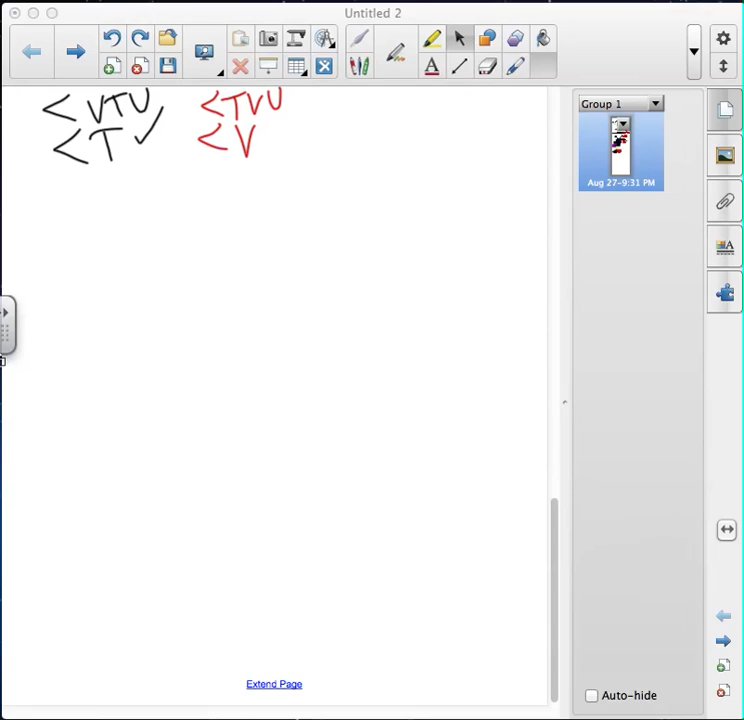 Untitled 2
< VTU < TVU
< T ✓ < V
Group 1
Aug 27-9:31 PM
Extend Page
Auto-hide